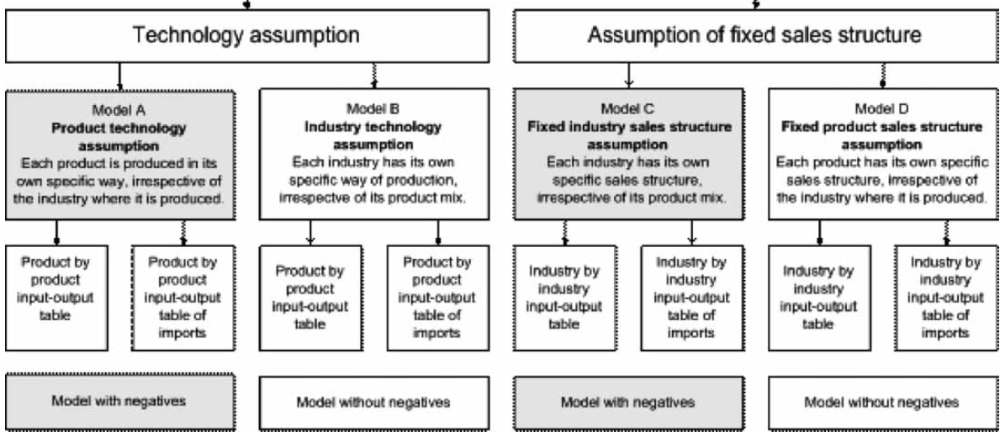 Technology assumption
Assumption of fixed sales structure
Model A
Product technology
assumption
Each product is produced in its
own specific way, irrespective of
the industry where it is produced.
Model B
Industry technology
assumption
Each industry has its own
specific way of production,
irrespective of its product mix.
Model C
Fixed industry sales structure
assumption
Each industry has its own
specific sales structure,
irrespective of its product mix.
Model D
Fixed product sales structure
assumption
Each product has its own specific
sales structure, irrespective of
the industry where it is produced.
Product by
product
input-output
table
Product by
product
input-output
table of
imports
Product by
product
input-output
table
Product by
product
input-output
table of
imports
Industry by
industry
input-output
table
Industry by
industry
input-output
table of
imports
Industry by
industry
input-output
table
Industry by
industry
input-output
table of
imports
Model with negatives
Model without negatives
Model with negatives
Model without negatives